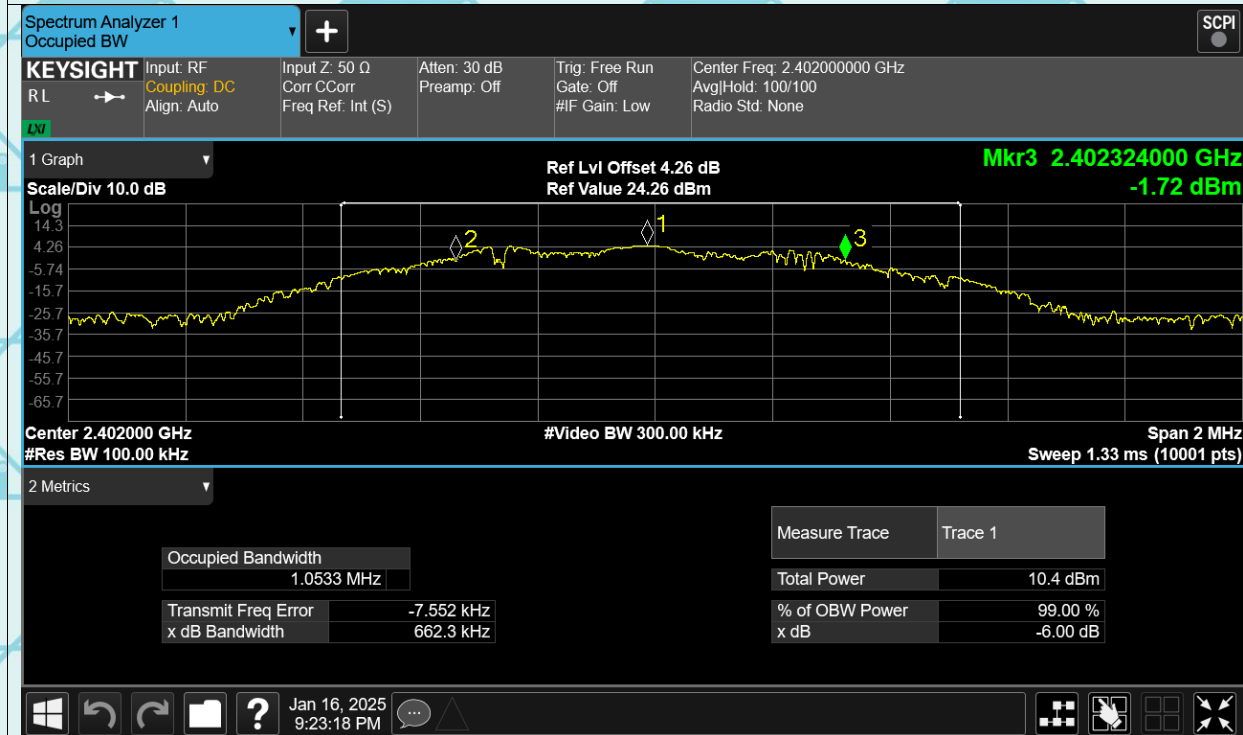 Spectrum Analyzer 1
Occupied BW
+
SCPI
KEYSIGHT
RL
LXI
Input: RF
Coupling: DC
Align: Auto
Input Z: 50 Ω
Corr CCorr
Freq Ref: Int (S)
Atten: 30 dB
Preamp: Off
Trig: Free Run
Gate: Off
#IF Gain: Low
Center Freq: 2.402000000 GHz
Avg|Hold: 100/100
Radio Std: None
1 Graph
Scale/Div 10.0 dB
Ref Lvl Offset 4.26 dB
Ref Value 24.26 dBm
Mkr3 2.402324000 GHz
-1.72 dBm
Log
14.3
4.26
-5.74
-15.7
-25.7
-35.7
-45.7
-55.7
-65.7
2
1
3
Center 2.402000 GHz
#Res BW 100.00 kHz
#Video BW 300.00 kHz
Span 2 MHz
Sweep 1.33 ms (10001 pts)
2 Metrics
Occupied Bandwidth
1.0533 MHz
Transmit Freq Error -7.552 kHz
x dB Bandwidth 662.3 kHz
Measure Trace Trace 1
Total Power 10.4 dBm
% of OBW Power 99.00 %
x dB -6.00 dB
?
Jan 16, 2025
9:23:18 PM